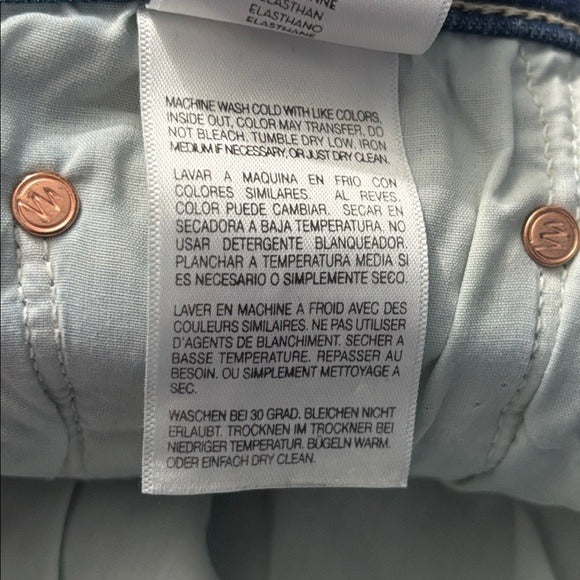 ELASTHAN
ELASTHANO
ELASTHANE
MACHINE WASH COLD WITH LIKE COLORS,
INSIDE OUT, COLOR MAY TRANSFER. DO
NOT BLEACH. TUMBLE DRY LOW. IRON
MEDIUM IF NECESSARY, OR JUST DRY CLEAN.
LAVAR A MAQUINA EN FRIO CON
COLORES SIMILARES. AL REVES.
COLOR PUEDE CAMBIAR. SECAR EN
SECADORA A BAJA TEMPERATURA. NO
USAR DETERGENTE BLANQUEADOR.
PLANCHAR A TEMPERATURA MEDIA SI
ES NECESARIO O SIMPLEMENTE SECO.
LAVER EN MACHINE A FROID AVEC DES
COULEURS SIMILAIRES. NE PAS UTILISER
D'AGENTS DE BLANCHIMENT. SECHER A
BASSE TEMPERATURE. REPASSER AU
BESOIN. OU SIMPLEMENT METTOYAGE A
SEC.
WASCHEN BEI 30 GRAD. BLEICHEN NICHT
ERLAUBT. TROCKNEN IM TROCKNER BEI
NIEDRIGER TEMPERATUR. BÜGELN WARM.
ODER EINFACH DRY CLEAN.